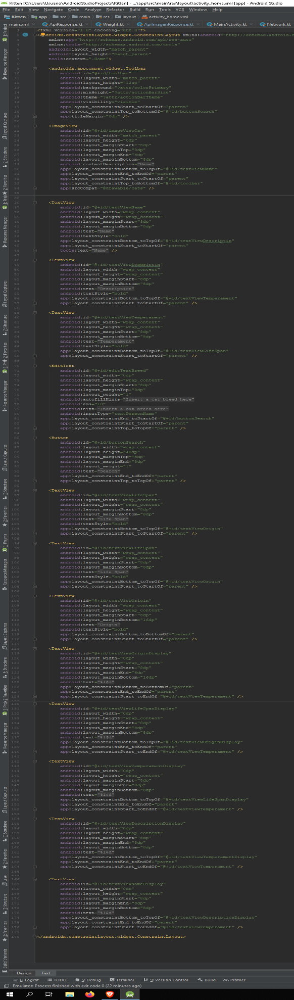 Kitten [C:\Users\Usuario\AndroidStudioProjects\Kitten] - ...\app\src\main\res\layout\activity_home.xml [app] - Android Studio
File Edit View Navigate Code Analyze Refactor Build Run Tools VCS Window Help
Kitten app src main res layout activity_home.xml
main.xml ApiResponse.kt Weight.kt ApiImagenResponse.kt MainActivity.kt Network.kt
<?xml version="1.0" encoding="utf-8"?>
<androidx.constraintlayout.widget.ConstraintLayout xmlns:android="http://schemas.android.c
xmlns:app="http://schemas.android.com/apk/res-auto"
xmlns:tools="http://schemas.android.com/tools"
android:layout_width="match_parent"
android:layout_height="match_parent"
tools:context=".Home">
<androidx.appcompat.widget.Toolbar
android:id="@+id/toolbar"
android:layout_width="match_parent"
android:layout_height="12sp"
android:background="?attr/colorPrimary"
android:minHeight="?attr/actionBarSize"
android:theme="?attr/actionBarTheme"
android:visibility="visible"
app:layout_constraintStart_toStartOf="parent"
app:layout_constraintTop_toBottomOf="@+id/buttonSearch"
app:titleMargin="0dp" />
<ImageView
android:id="@+id/imageViewCat"
android:layout_width="match_parent"
android:layout_height="0dp"
android:layout_marginStart="8dp"
android:layout_marginTop="8dp"
android:layout_marginEnd="8dp"
android:layout_marginBottom="8dp"
android:contentDescription="Name"
app:layout_constraintBottom_toTopOf="@+id/textViewName"
app:layout_constraintEnd_toEndOf="parent"
app:layout_constraintStart_toStartOf="parent"
app:layout_constraintTop_toBottomOf="@+id/toolbar"
app:srcCompat="@drawable/cats" />
<TextView
android:id="@+id/textViewName"
android:layout_width="wrap_content"
android:layout_height="wrap_content"
android:layout_marginStart="8dp"
android:layout_marginBottom="8dp"
android:text="Name"
android:textStyle="bold"
app:layout_constraintBottom_toTopOf="@+id/textViewDescriptin"
app:layout_constraintStart_toStartOf="parent"
tools:text="Name" />
<TextView
android:id="@+id/textViewDescriptin"
android:layout_width="wrap_content"
android:layout_height="wrap_content"
android:layout_marginStart="8dp"
android:layout_marginBottom="8dp"
android:text="Description"
android:textStyle="bold"
app:layout_constraintBottom_toTopOf="@+id/textViewTemperament"
app:layout_constraintStart_toStartOf="parent" />
<TextView
android:id="@+id/textViewTemperament"
android:layout_width="wrap_content"
android:layout_height="wrap_content"
android:layout_marginStart="8dp"
android:layout_marginBottom="8dp"
android:text="Temperament"
android:textStyle="bold"
app:layout_constraintBottom_toTopOf="@+id/textViewLifeSpan"
app:layout_constraintStart_toStartOf="parent" />
<EditText
android:id="@+id/editTextBreed"
android:layout_width="0dp"
android:layout_height="wrap_content"
android:layout_marginStart="8dp"
android:layout_marginTop="8dp"
android:layout_weight="1"
android:autofillHints="Insert a cat breed here"
android:ems="10"
android:hint="Insert a cat breed here"
android:inputType="textPersonName"
app:layout_constraintEnd_toStartOf="@+id/buttonSearch"
app:layout_constraintStart_toStartOf="parent"
app:layout_constraintTop_toTopOf="parent" />
<Button
android:id="@+id/buttonSearch"
android:layout_width="wrap_content"
android:layout_height="48dp"
android:layout_marginTop="8dp"
android:layout_marginEnd="8dp"
android:layout_weight="1"
android:text="Search"
app:layout_constraintEnd_toEndOf="parent"
app:layout_constraintTop_toTopOf="parent" />
<TextView
android:id="@+id/textViewLifeSpan"
android:layout_width="wrap_content"
android:layout_height="wrap_content"
android:layout_marginStart="8dp"
android:layout_marginBottom="8dp"
android:text="Life Span"
android:textStyle="bold"
app:layout_constraintBottom_toTopOf="@+id/textViewOrigin"
app:layout_constraintStart_toStartOf="parent" />
<TextView
android:id="@+id/textViewLifeSpan"
android:layout_width="wrap_content"
android:layout_height="wrap_content"
android:layout_marginStart="8dp"
android:layout_marginBottom="8dp"
android:text="Life Span"
android:textStyle="bold"
app:layout_constraintBottom_toTopOf="@+id/textViewOrigin"
app:layout_constraintStart_toStartOf="parent" />
<TextView
android:id="@+id/textViewOrigin"
android:layout_width="wrap_content"
android:layout_height="wrap_content"
android:layout_marginStart="8dp"
android:layout_marginBottom="16dp"
android:text="Origin"
android:textStyle="bold"
app:layout_constraintBottom_toBottomOf="parent"
app:layout_constraintStart_toStartOf="parent" />
<TextView
android:id="@+id/textViewOriginDisplay"
android:layout_width="0dp"
android:layout_height="wrap_content"
android:layout_marginStart="8dp"
android:layout_marginEnd="8dp"
android:layout_marginBottom="16dp"
android:text="%1$d"
app:layout_constraintBottom_toBottomOf="parent"
app:layout_constraintEnd_toEndOf="parent"
app:layout_constraintStart_toEndOf="@+id/textViewTemperament" />
<TextView
android:id="@+id/textViewLifeSpanDisplay"
android:layout_width="0dp"
android:layout_height="wrap_content"
android:layout_marginStart="8dp"
android:layout_marginEnd="8dp"
android:layout_marginBottom="8dp"
android:text="%1$d"
app:layout_constraintBottom_toTopOf="@+id/textViewOriginDisplay"
app:layout_constraintEnd_toEndOf="parent"
app:layout_constraintStart_toEndOf="@+id/textViewTemperament" />
<TextView
android:id="@+id/textViewTemperamentDisplay"
android:layout_width="0dp"
android:layout_height="wrap_content"
android:layout_marginStart="8dp"
android:layout_marginEnd="8dp"
android:layout_marginBottom="8dp"
android:text="%1$d"
app:layout_constraintBottom_toTopOf="@+id/textViewLifeSpanDisplay"
app:layout_constraintEnd_toEndOf="parent"
app:layout_constraintStart_toEndOf="@+id/textViewTemperament" />
<TextView
android:id="@+id/textViewDescriptionDisplay"
android:layout_width="0dp"
android:layout_height="wrap_content"
android:layout_marginStart="8dp"
android:layout_marginEnd="8dp"
android:layout_marginBottom="8dp"
android:text="%1$d"
app:layout_constraintBottom_toTopOf="@+id/textViewTemperamentDisplay"
app:layout_constraintEnd_toEndOf="parent"
app:layout_constraintStart_toEndOf="@+id/textViewTemperament" />
<TextView
android:id="@+id/textViewNameDisplay"
android:layout_width="0dp"
android:layout_height="wrap_content"
android:layout_marginStart="8dp"
android:layout_marginEnd="8dp"
android:layout_marginBottom="8dp"
android:text="%1$d"
app:layout_constraintBottom_toTopOf="@+id/textViewDescriptionDisplay"
app:layout_constraintEnd_toEndOf="parent"
app:layout_constraintStart_toEndOf="@+id/textViewTemperament" />
</androidx.constraintlayout.widget.ConstraintLayout>
Design Text
6: Logcat TODO 5: Debug Terminal 9: Version Control Build Profiler
Emulator: Process finished with exit code 0 (22 minutes ago)